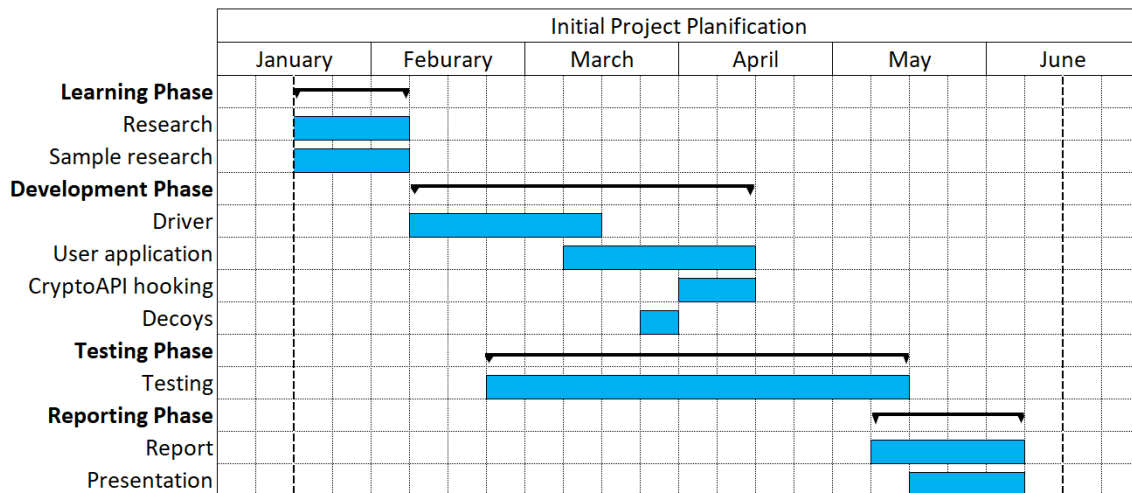 Initial Project Planification
January Feburary March April May June
Learning Phase
Research
Sample research
Development Phase
Driver
User application
CryptoAPI hooking
Decoys
Testing Phase
Testing
Reporting Phase
Report
Presentation